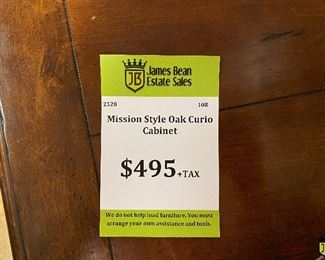 JB
James Bean
Estate Sales
2528 108
Mission Style Oak Curio
Cabinet
$495+TAX
We do not help load furniture. You must
arrange your own assistance and tools.